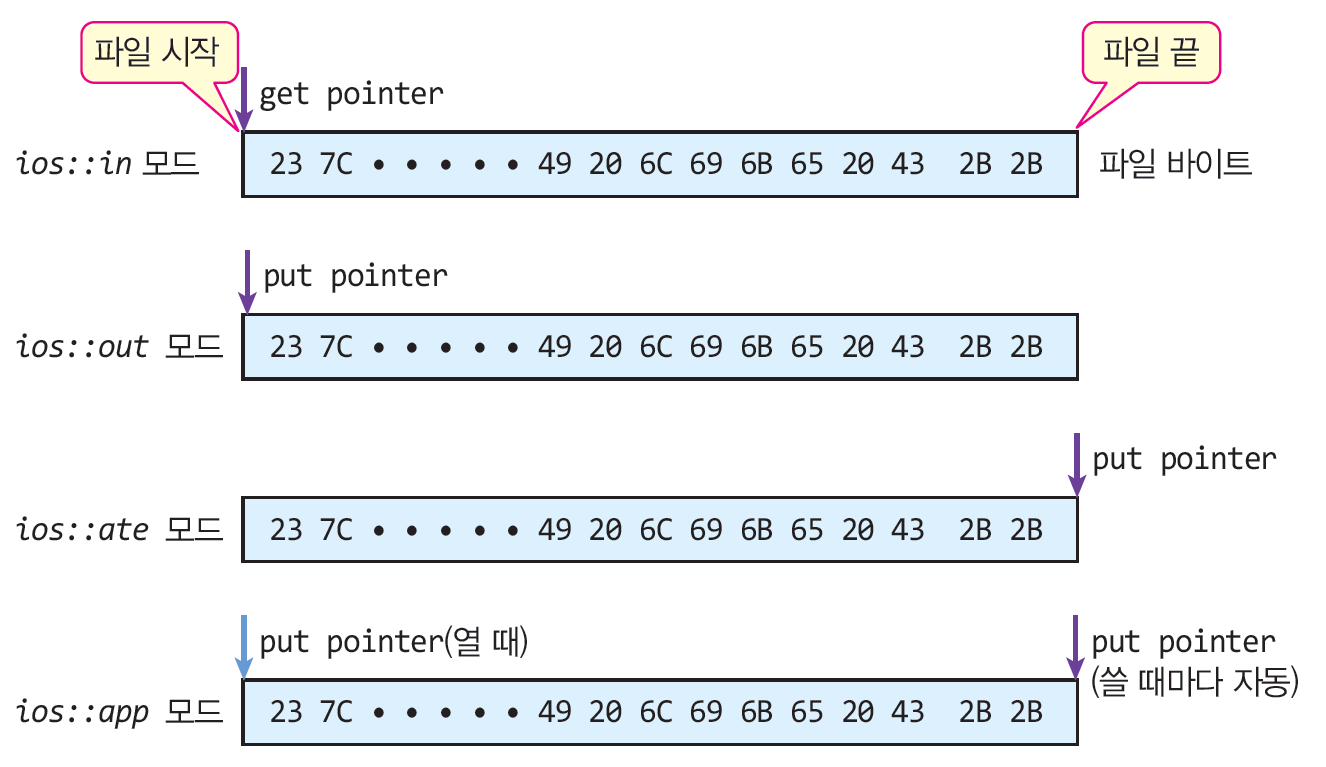 파일 시작
파일 끝
get pointer
ios::in 모드 23 7C • • • • • 49 20 6C 69 6B 65 20 43 2B 2B 파일 바이트
put pointer
ios::out 모드 23 7C • • • • • 49 20 6C 69 6B 65 20 43 2B 2B
put pointer
ios::ate 모드 23 7C • • • • • 49 20 6C 69 6B 65 20 43 2B 2B
put pointer(열 때)
put pointer
(쓸 때마다 자동)
ios::app 모드 23 7C • • • • • 49 20 6C 69 6B 65 20 43 2B 2B